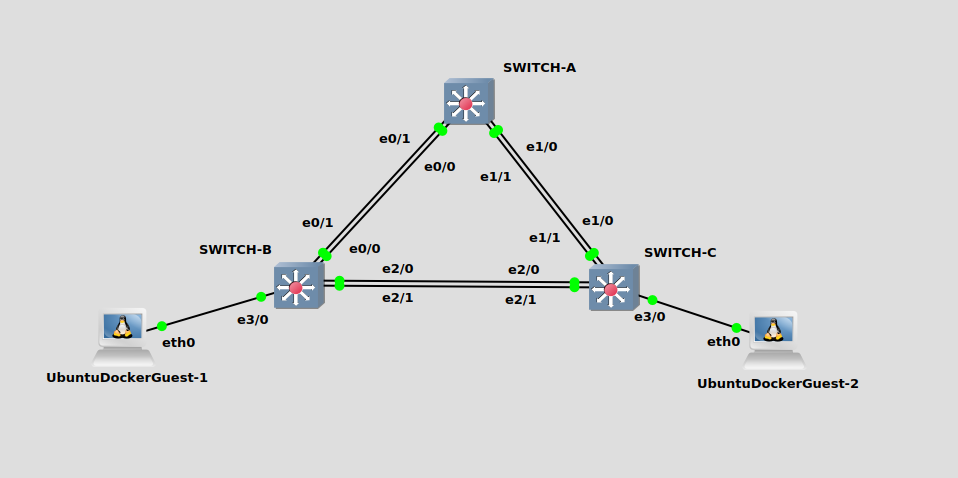 SWITCH-A
e0/1
e1/0
e0/0
e1/1
e0/1
e1/0
e1/1
SWITCH-B
e0/0
SWITCH-C
e2/0
e2/0
e2/1
e2/1
e3/0
e3/0
eth0
eth0
UbuntuDockerGuest-1
UbuntuDockerGuest-2